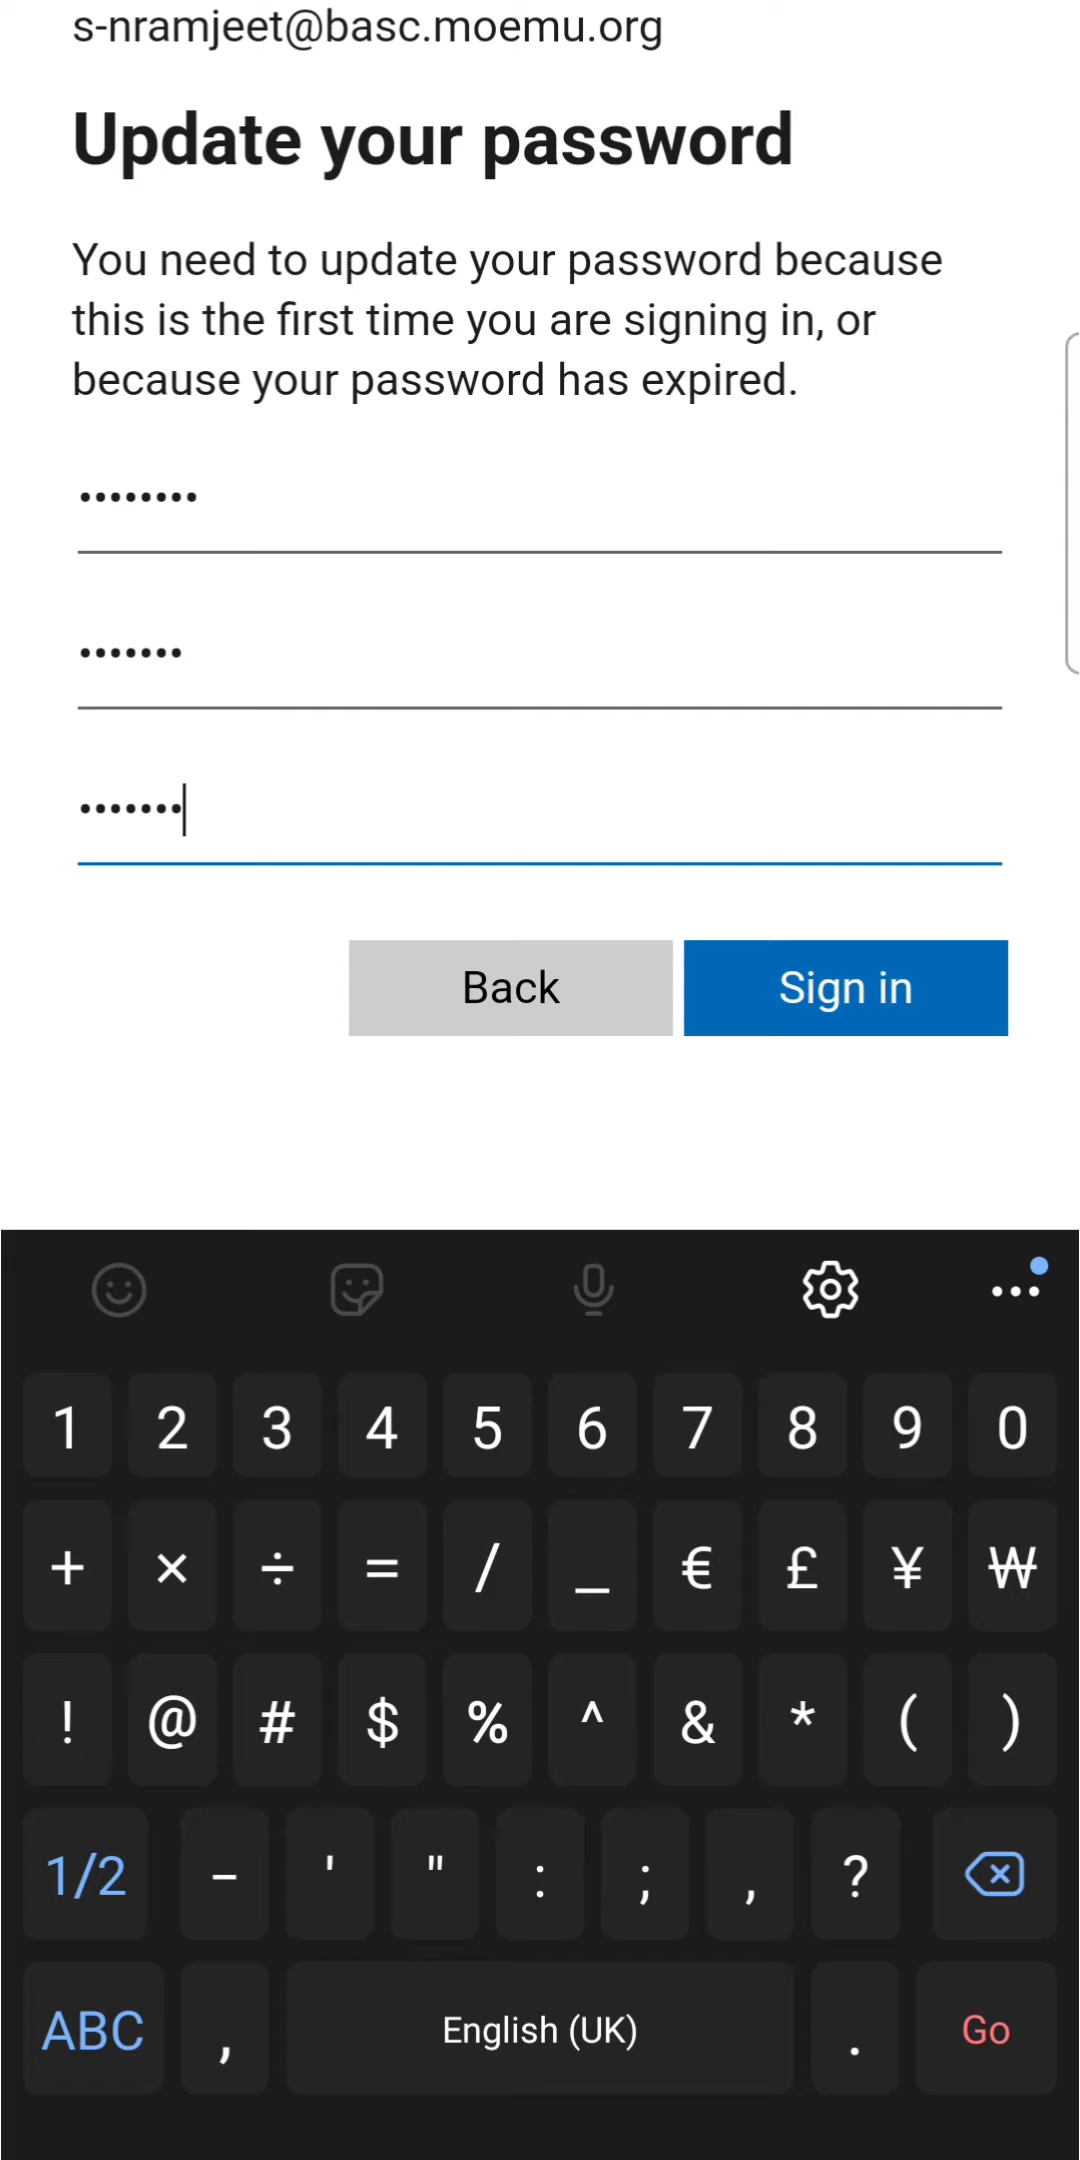 s-nramjeet@basc.moemu.org
Update your password
You need to update your password because
this is the first time you are signing in, or
because your password has expired.
••••••••
•••••••
•••••••
Back Sign in
1 2 3 4 5 6 7 8 9 0
+ × ÷ = / _ € £ ¥ ₩
! @ # $ % ^ & * ( )
1/2 - ' " : ; , ?
ABC , English (UK) . Go